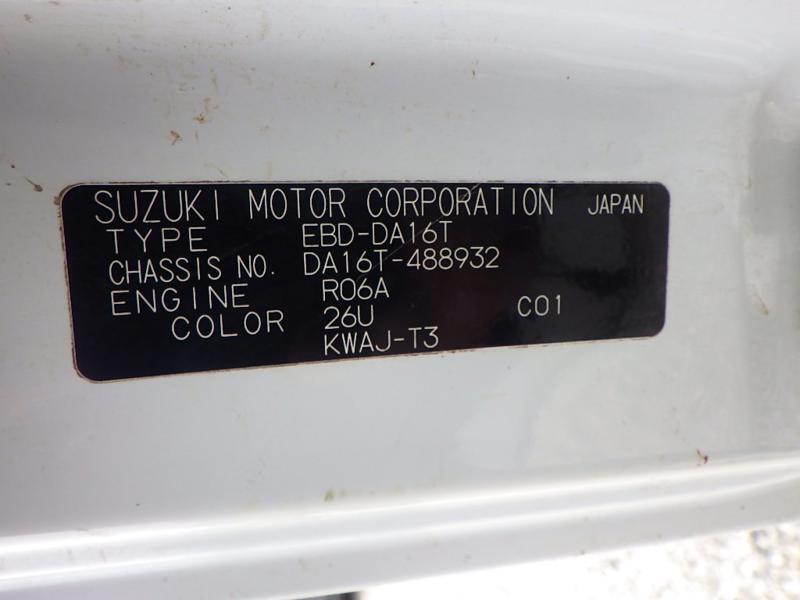 SUZUKI MOTOR CORPORATION JAPAN
TYPE EBD-DA16T
CHASSIS NO. DA16T-488932
ENGINE R06A
COLOR 26U C01
KWAJ-T3